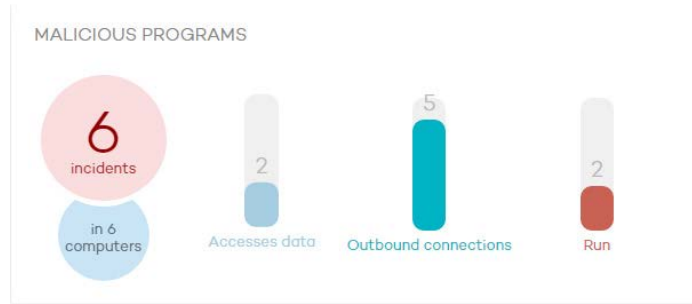 MALICIOUS PROGRAMS
6
incidents
in 6
computers
2
Accesses data
5
Outbound connections
2
Run